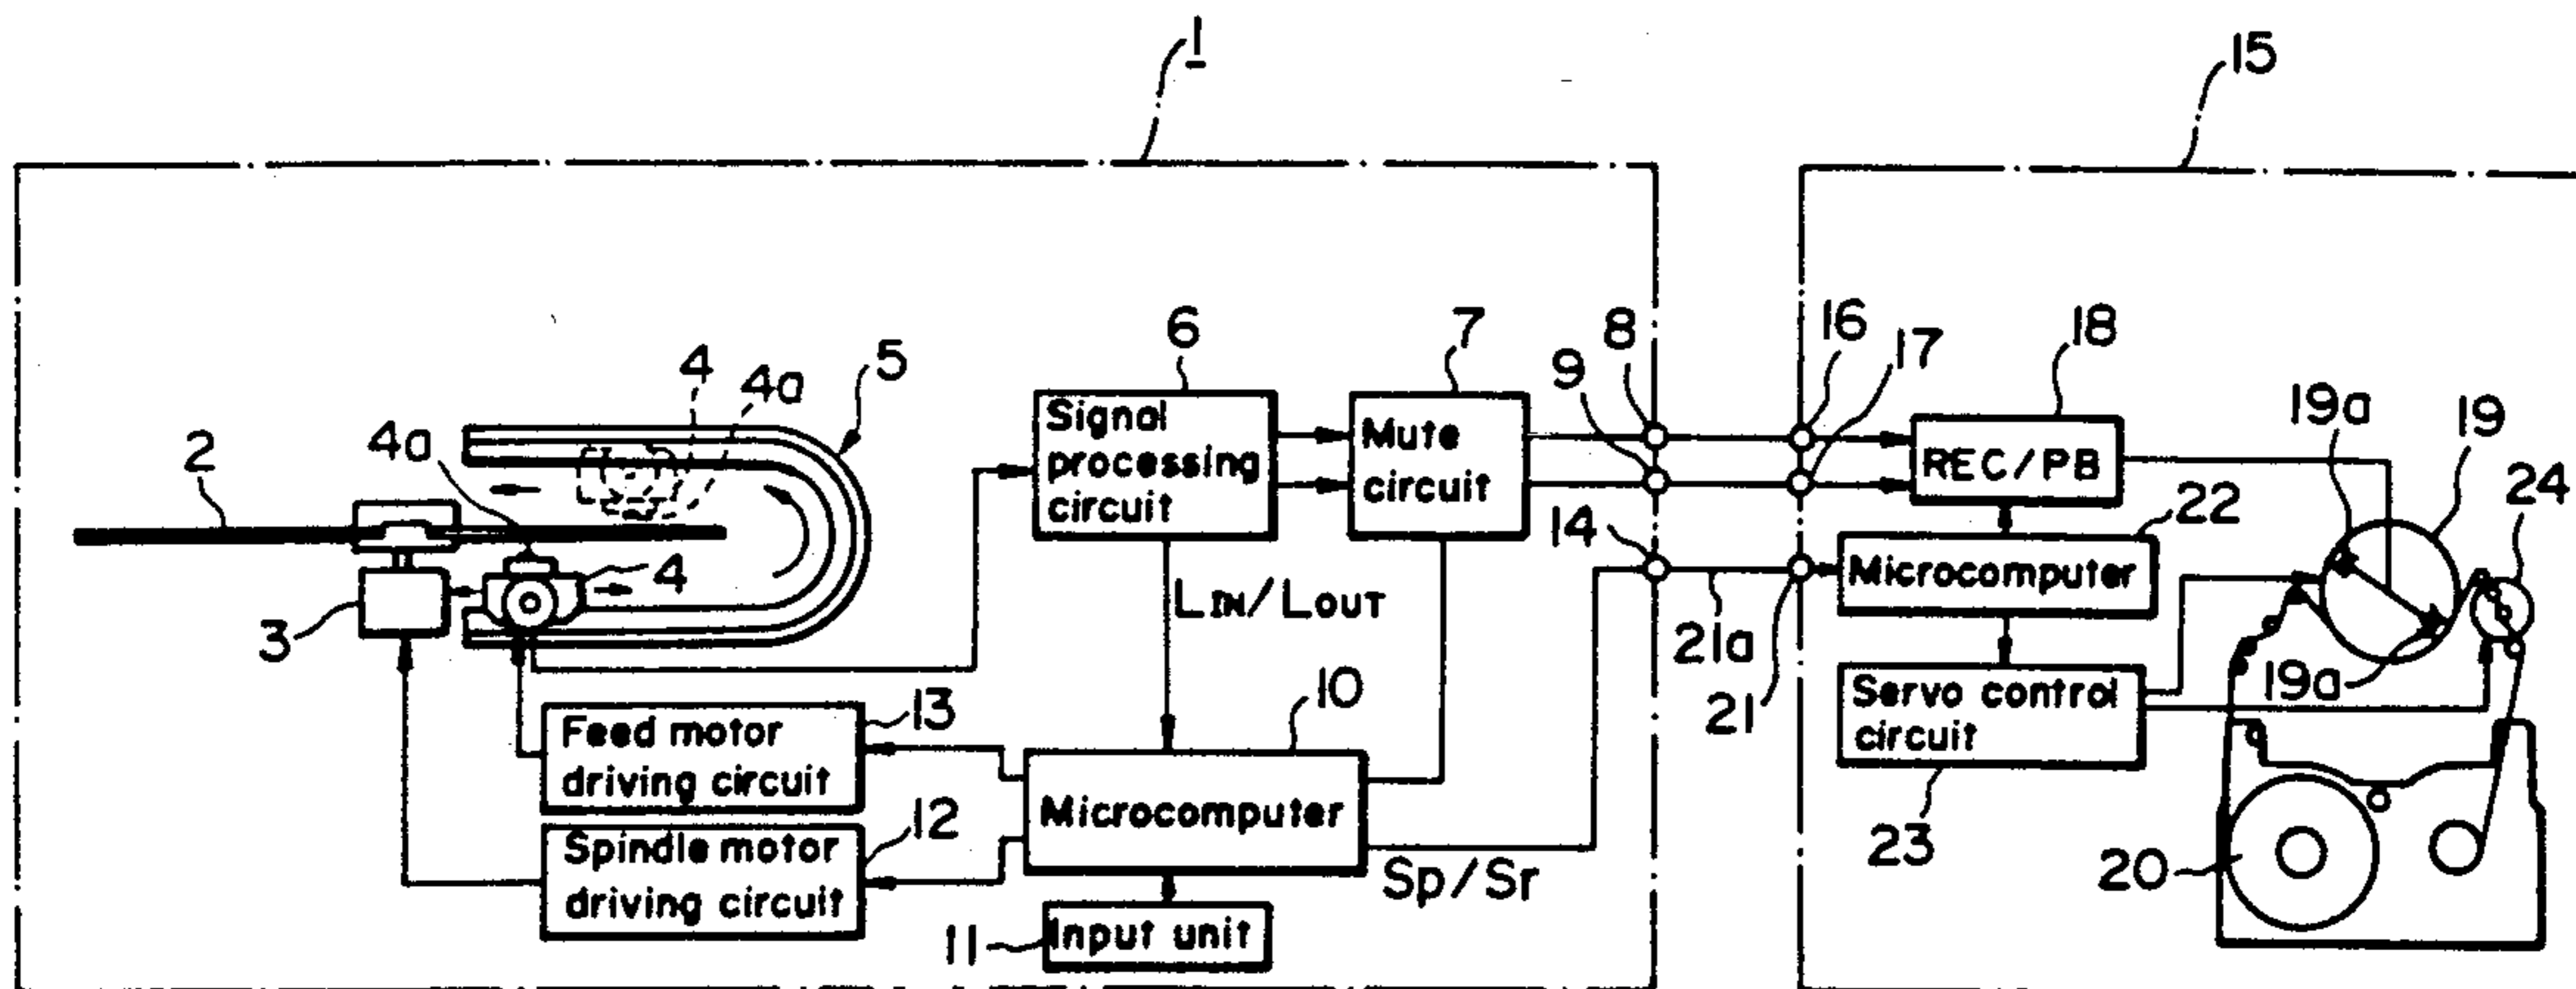 1
15
6
7
8
9
16
17
18
19a
19
24
4
4a
5
4a
2
Signal
processing
circuit
Mute
circuit
REC/PB
14
22
4
3
LIN/LOUT
21a
21
Microcomputer
19a
13
10
Servo control
circuit
Feed motor
driving circuit
12
Microcomputer
23
Spindle motor
driving circuit
Sp/Sr
20
11
Input unit